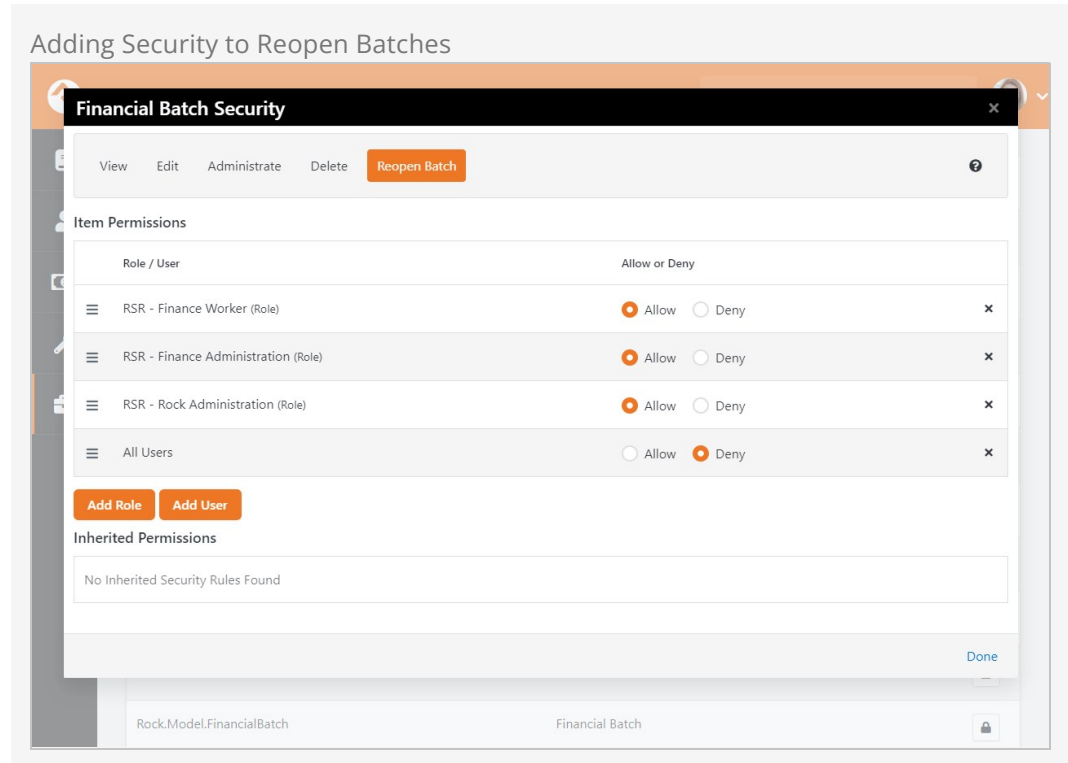 Adding Security to Reopen Batches
Financial Batch Security ×
View Edit Administrate Delete Reopen Batch ?
Item Permissions
Role / User Allow or Deny
RSR - Finance Worker (Role) Allow Deny ×
RSR - Finance Administration (Role) Allow Deny ×
RSR - Rock Administration (Role) Allow Deny ×
All Users Allow Deny ×
Add Role Add User
Inherited Permissions
No Inherited Security Rules Found
Done
Rock.Model.FinancialBatch Financial Batch